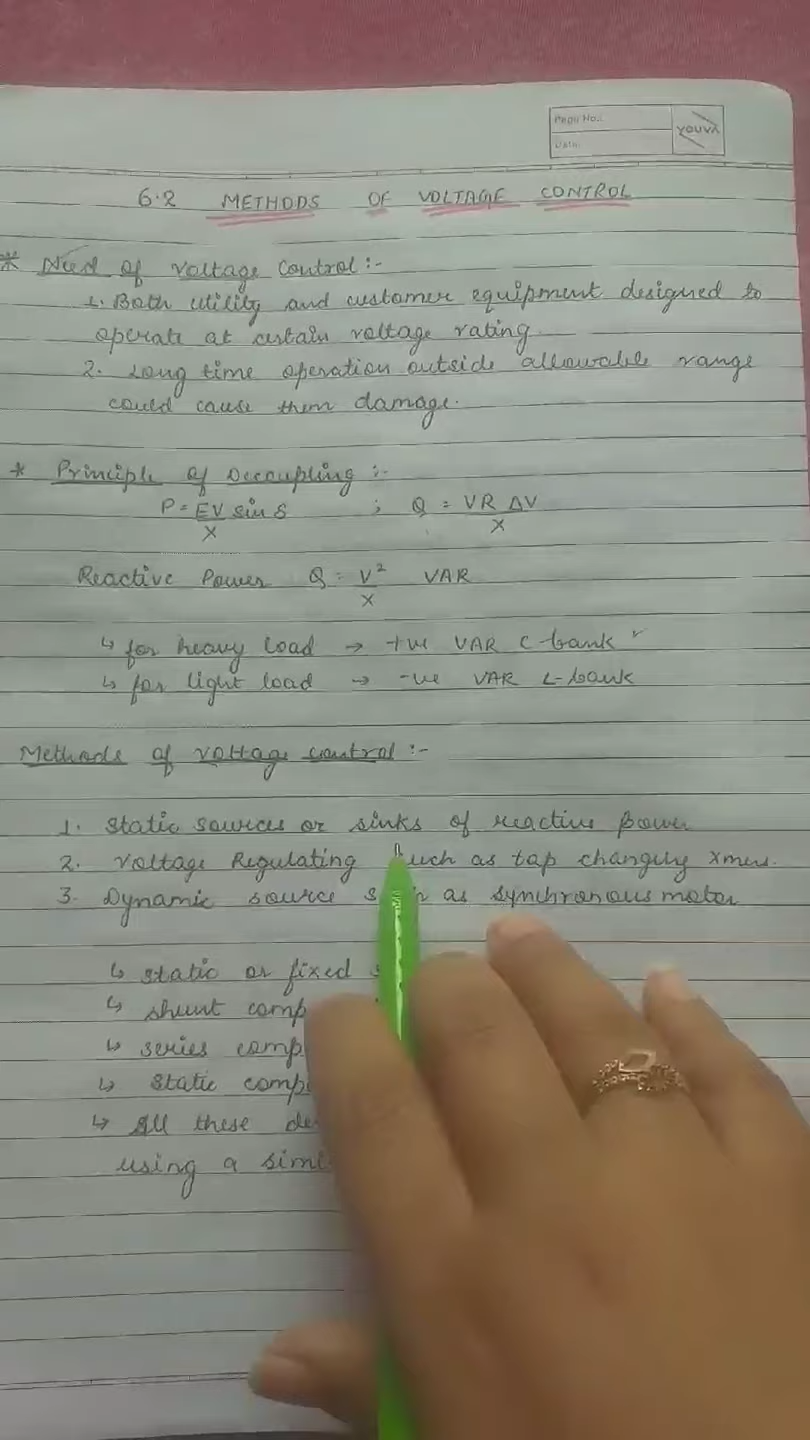 Page No.:
Date:
YOUVA
6.2 METHODS OF VOLTAGE CONTROL
* Need of Voltage Control :-
1. Both utility and customer equipment designed to
operate at certain voltage rating
2. Long time operation outside allowable range
could cause them damage.
* Principle of Decoupling :-
P = EV/X sin δ ; Q = VR ΔV/X
Reactive Power Q = V²/X VAR
↳ for heavy load → +ve VAR C-bank
↳ for light load → -ve VAR L-bank
Methods of voltage control :-
1. Static sources or sinks of reactive power
2. Voltage Regulating such as tap changing Xmer.
3. Dynamic source such as synchronous motor
↳ static or fixed
↳ shunt comp
↳ series comp
↳ static comp
↳ All these de
using a simi